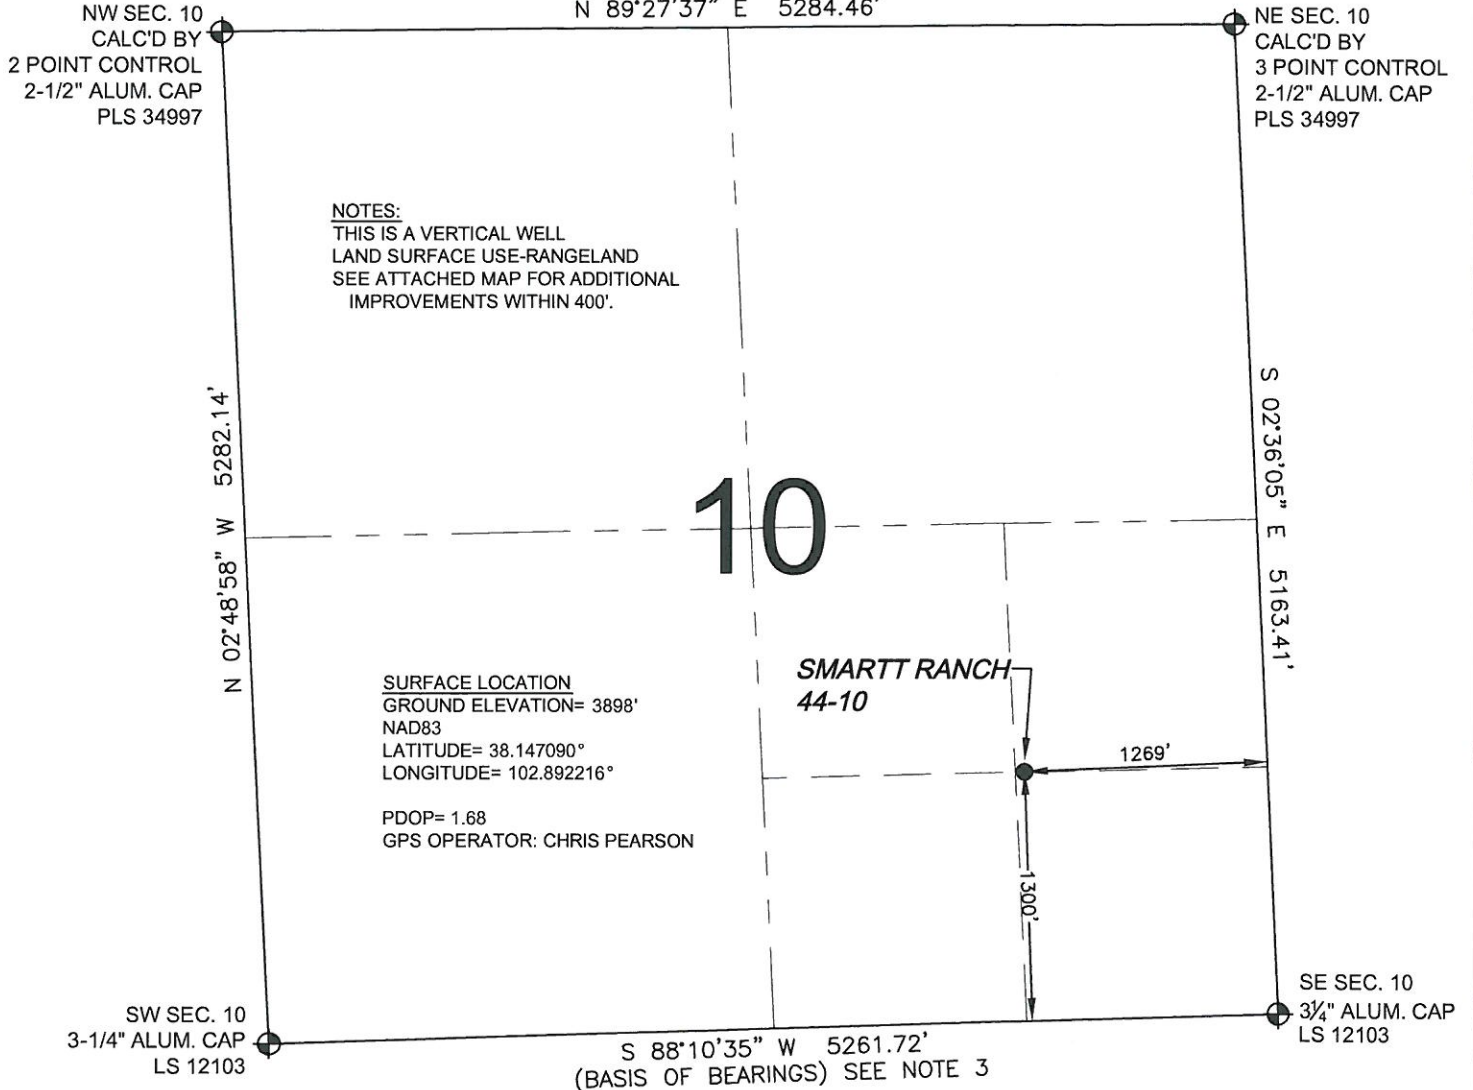 N 89°27'37" E 5284.46'
NW SEC. 10
CALC'D BY
2 POINT CONTROL
2-1/2" ALUM. CAP
PLS 34997
NE SEC. 10
CALC'D BY
3 POINT CONTROL
2-1/2" ALUM. CAP
PLS 34997
NOTES:
THIS IS A VERTICAL WELL
LAND SURFACE USE-RANGELAND
SEE ATTACHED MAP FOR ADDITIONAL
IMPROVEMENTS WITHIN 400'.
N 02°48'58" W 5282.14'
S 02°36'05" E 5163.41'
10
SURFACE LOCATION
GROUND ELEVATION= 3898'
NAD83
LATITUDE= 38.147090°
LONGITUDE= 102.892216°
PDOP= 1.68
GPS OPERATOR: CHRIS PEARSON
SMARTT RANCH
44-10
1269'
1300'
SW SEC. 10
3-1/4" ALUM. CAP
LS 12103
SE SEC. 10
3¼" ALUM. CAP
LS 12103
S 88°10'35" W 5261.72'
(BASIS OF BEARINGS) SEE NOTE 3